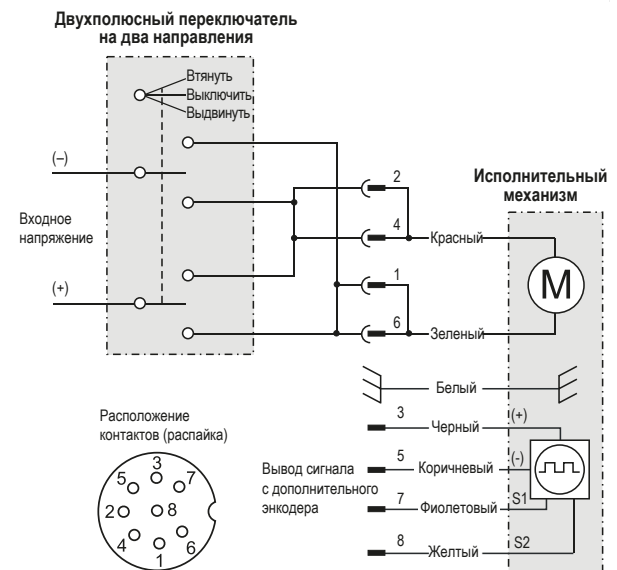 Двухполюсный переключатель
на два направления
Втянуть
Выключить
Выдвинуть
(–)
Входное
напряжение
(+)
2
4
1
6
Красный
Зеленый
Исполнительный
механизм
M
Белый
3
Черный
(+)
5
Коричневый
(-)
7
Фиолетовый
S1
8
Желтый
S2
Вывод сигнала
с дополнительного
энкодера
Расположение
контактов (распайка)
3
5
7
2
8
4
6
1